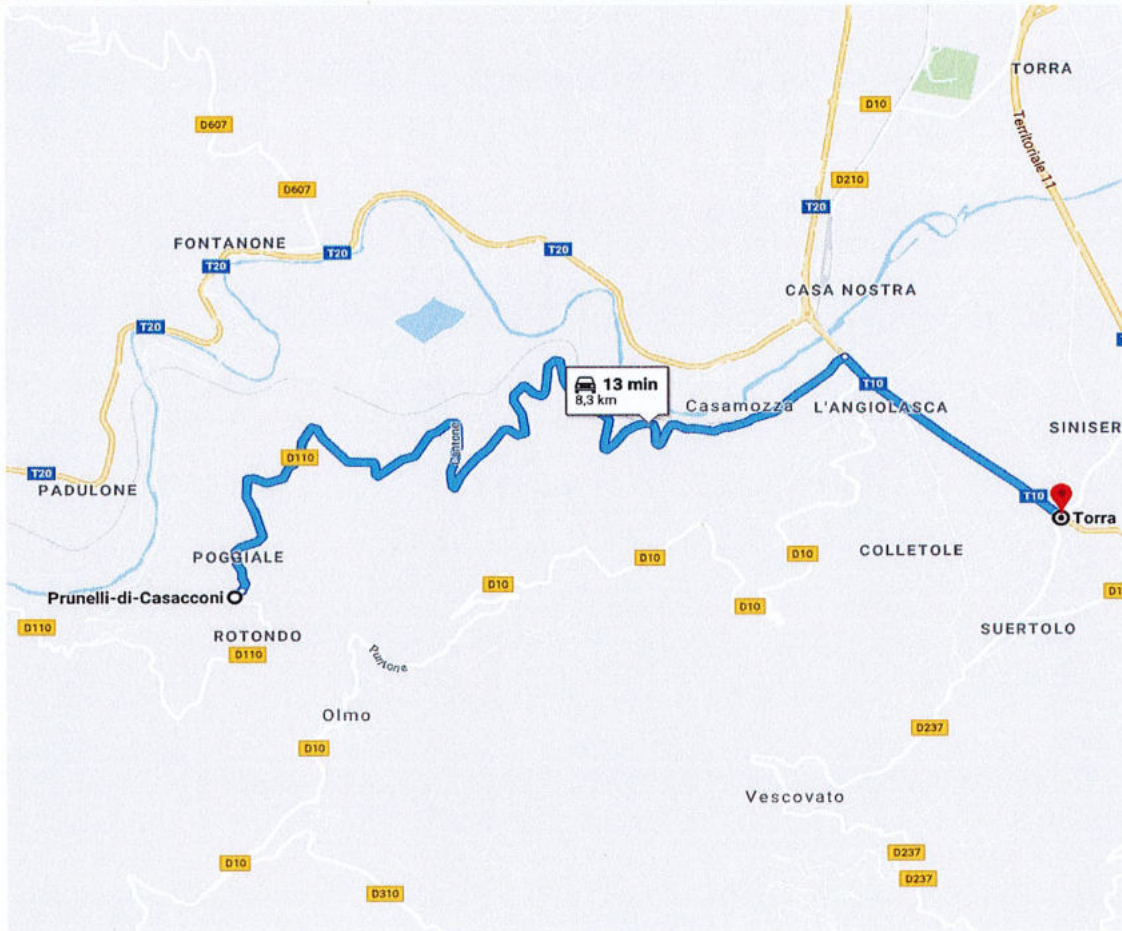 TORRA
D10
D607
Territoriale 11
D210
D607
T20
FONTANONE
T20
T20
T20
CASA NOSTRA
T20
13 min
8,3 km
T10
Casamozza
L'ANGIOLASCA
SINISER
D110
T20
PADULONE
T10
Torra
POGGIALE
D10
D10
COLLETOLE
D10
Prunelli-di-Casacconi
D10
D110
ROTONDO
SUERTOLO
D110
Puntone
Olmo
D237
D10
Vescovato
D237
D10
D237
D310